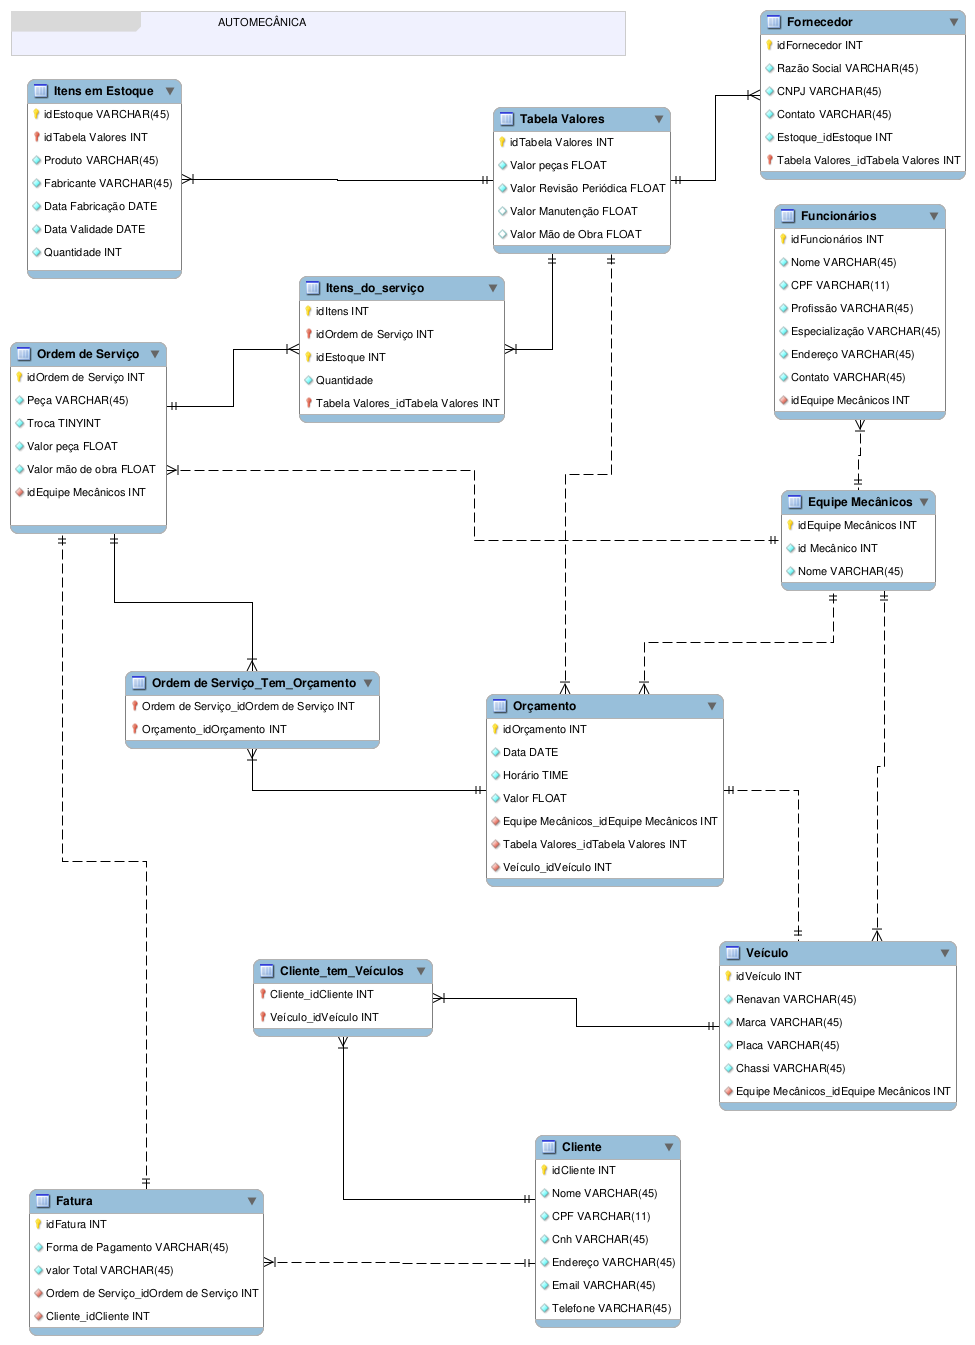 AUTOMECÂNICA
Fornecedor
idFornecedor INT
Razão Social VARCHAR(45)
CNPJ VARCHAR(45)
Contato VARCHAR(45)
Estoque_idEstoque INT
Tabela Valores_idTabela Valores INT
Itens em Estoque
idEstoque VARCHAR(45)
idTabela Valores INT
Produto VARCHAR(45)
Fabricante VARCHAR(45)
Data Fabricação DATE
Data Validade DATE
Quantidade INT
Tabela Valores
idTabela Valores INT
Valor peças FLOAT
Valor Revisão Periódica FLOAT
Valor Manutenção FLOAT
Valor Mão de Obra FLOAT
Funcionários
idFuncionários INT
Nome VARCHAR(45)
CPF VARCHAR(11)
Profissão VARCHAR(45)
Especialização VARCHAR(45)
Endereço VARCHAR(45)
Contato VARCHAR(45)
idEquipe Mecânicos INT
Itens_do_serviço
idItens INT
idOrdem de Serviço INT
idEstoque INT
Quantidade
Tabela Valores_idTabela Valores INT
Ordem de Serviço
idOrdem de Serviço INT
Peça VARCHAR(45)
Troca TINYINT
Valor peça FLOAT
Valor mão de obra FLOAT
idEquipe Mecânicos INT
Equipe Mecânicos
idEquipe Mecânicos INT
id Mecânico INT
Nome VARCHAR(45)
Ordem de Serviço_Tem_Orçamento
Ordem de Serviço_idOrdem de Serviço INT
Orçamento_idOrçamento INT
Orçamento
idOrçamento INT
Data DATE
Horário TIME
Valor FLOAT
Equipe Mecânicos_idEquipe Mecânicos INT
Tabela Valores_idTabela Valores INT
Veículo_idVeículo INT
Veículo
idVeículo INT
Renavan VARCHAR(45)
Marca VARCHAR(45)
Placa VARCHAR(45)
Chassi VARCHAR(45)
Equipe Mecânicos_idEquipe Mecânicos INT
Cliente_tem_Veículos
Cliente_idCliente INT
Veículo_idVeículo INT
Cliente
idCliente INT
Nome VARCHAR(45)
CPF VARCHAR(11)
Cnh VARCHAR(45)
Endereço VARCHAR(45)
Email VARCHAR(45)
Telefone VARCHAR(45)
Fatura
idFatura INT
Forma de Pagamento VARCHAR(45)
valor Total VARCHAR(45)
Ordem de Serviço_idOrdem de Serviço INT
Cliente_idCliente INT